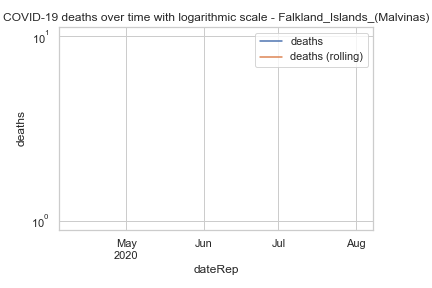 COVID-19 deaths over time with logarithmic scale - Falkland_Islands_(Malvinas)
10¹
deaths
deaths (rolling)
deaths
10⁰
May Jun Jul Aug
2020
dateRep